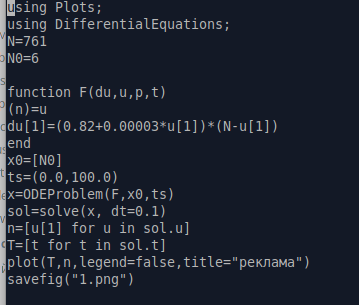 using Plots;
using DifferentialEquations;
N=761
N0=6
function F(du,u,p,t)
(n)=u
du[1]=(0.82+0.00003*u[1])*(N-u[1])
end
x0=[N0]
ts=(0.0,100.0)
x=ODEProblem(F,x0,ts)
sol=solve(x, dt=0.1)
n=[u[1] for u in sol.u]
T=[t for t in sol.t]
plot(T,n,legend=false,title="реклама")
savefig("1.png")